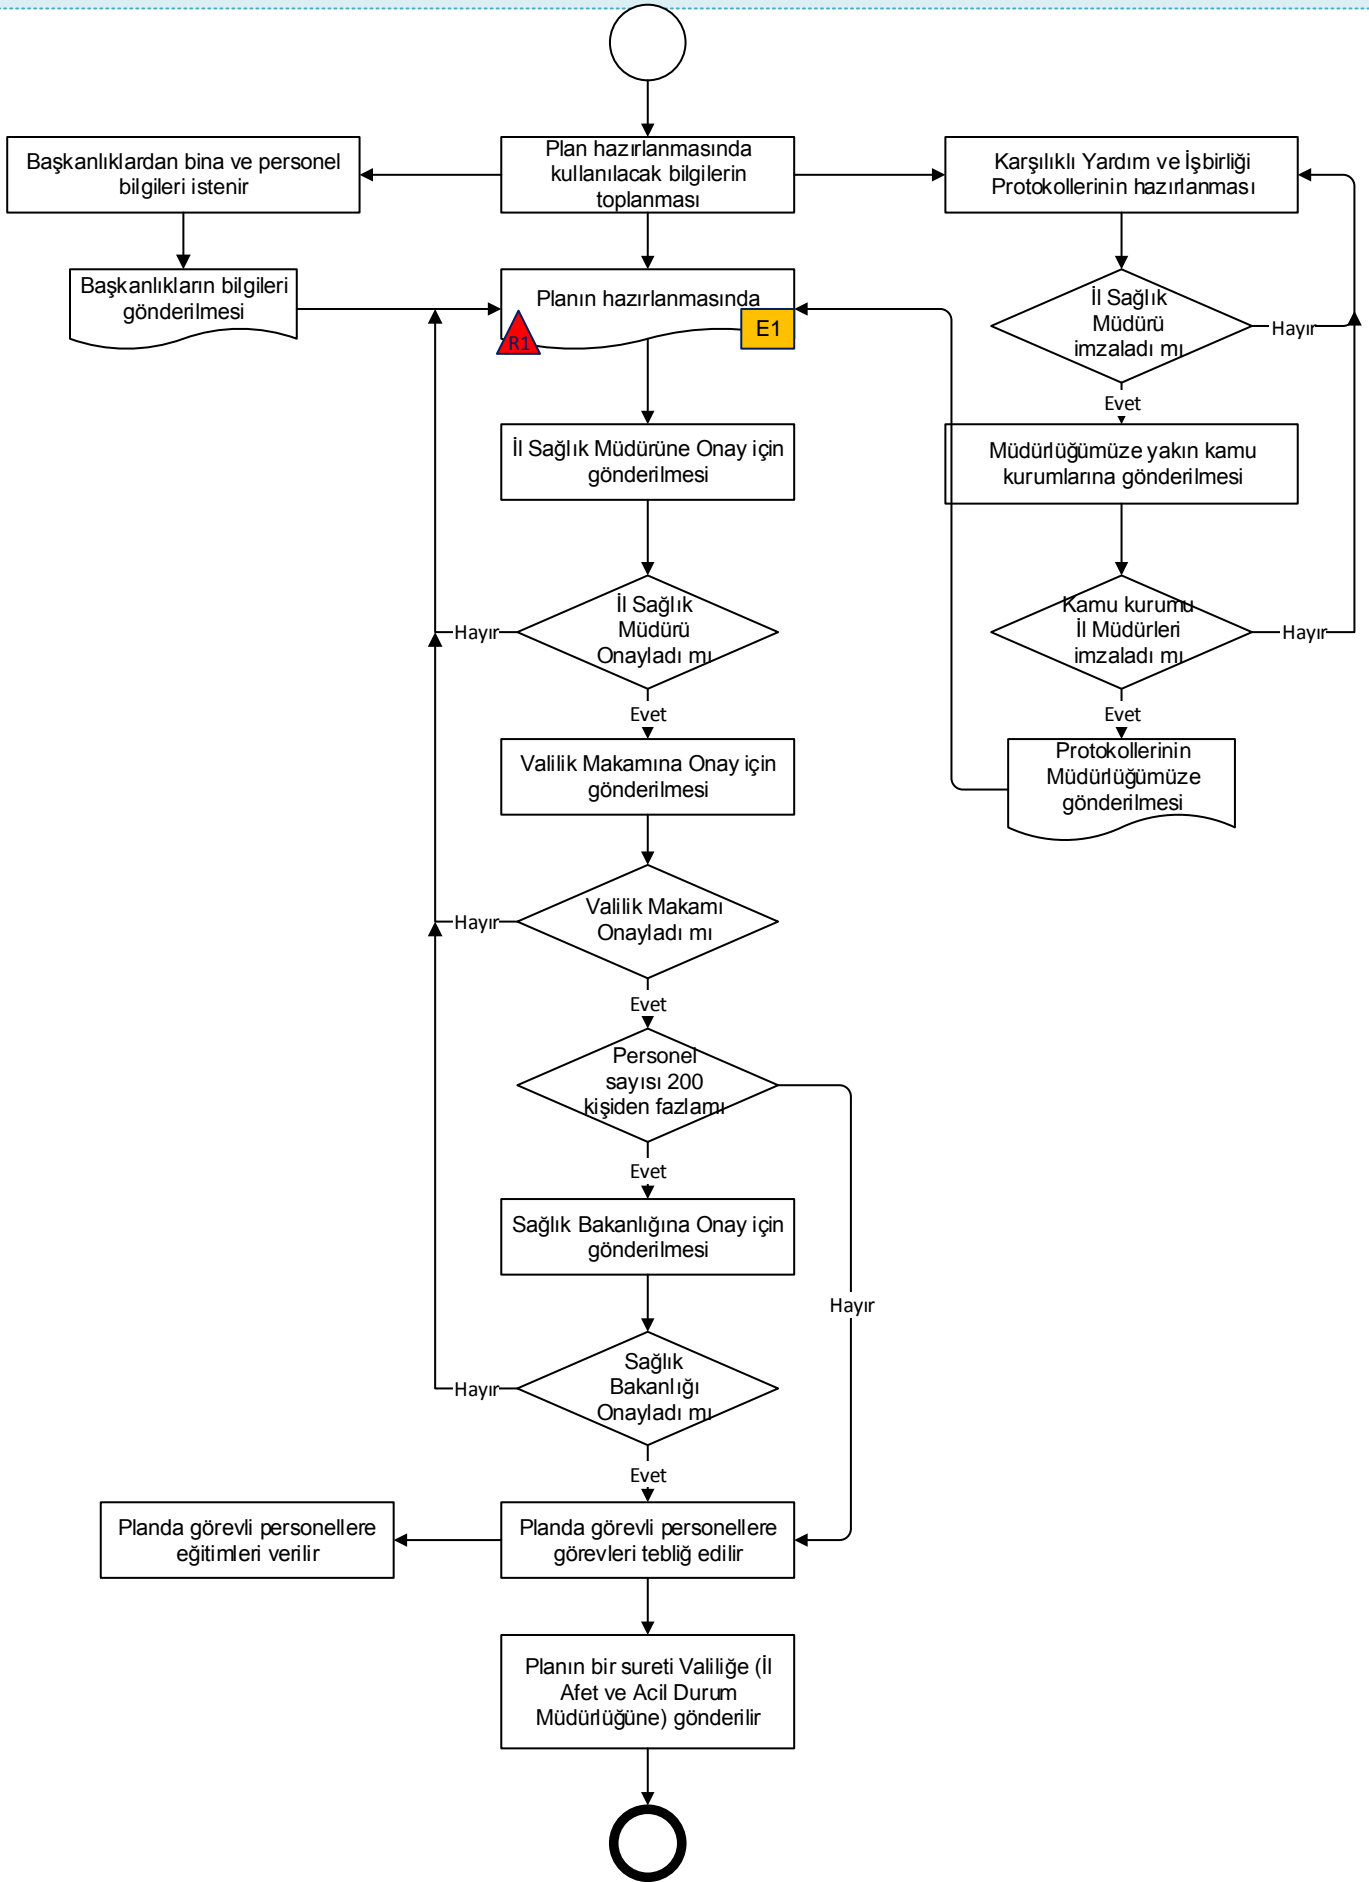 Başkanlıklardan bina ve personel
bilgileri istenir
Plan hazırlanmasında
kullanılacak bilgilerin
toplanması
Karşılıklı Yardım ve İşbirliği
Protokollerinin hazırlanması
Başkanlıkların bilgileri
gönderilmesi
Planın hazırlanmasında
R1
E1
İl Sağlık
Müdürü
imzaladı mı
Hayır
Evet
İl Sağlık Müdürüne Onay için
gönderilmesi
Müdürlüğümüze yakın kamu
kurumlarına gönderilmesi
İl Sağlık
Müdürü
Onayladı mı
Hayır
Evet
Kamu kurumu
İl Müdürleri
imzaladı mı
Hayır
Evet
Valilik Makamına Onay için
gönderilmesi
Protokollerinin
Müdürlüğümüze
gönderilmesi
Valilik Makamı
Onayladı mı
Hayır
Evet
Personel
sayısı 200
kişiden fazlamı
Evet
Hayır
Sağlık Bakanlığına Onay için
gönderilmesi
Sağlık
Bakanlığı
Onayladı mı
Hayır
Evet
Planda görevli personellere
eğitimleri verilir
Planda görevli personellere
görevleri tebliğ edilir
Planın bir sureti Valiliğe (İl
Afet ve Acil Durum
Müdürlüğüne) gönderilir